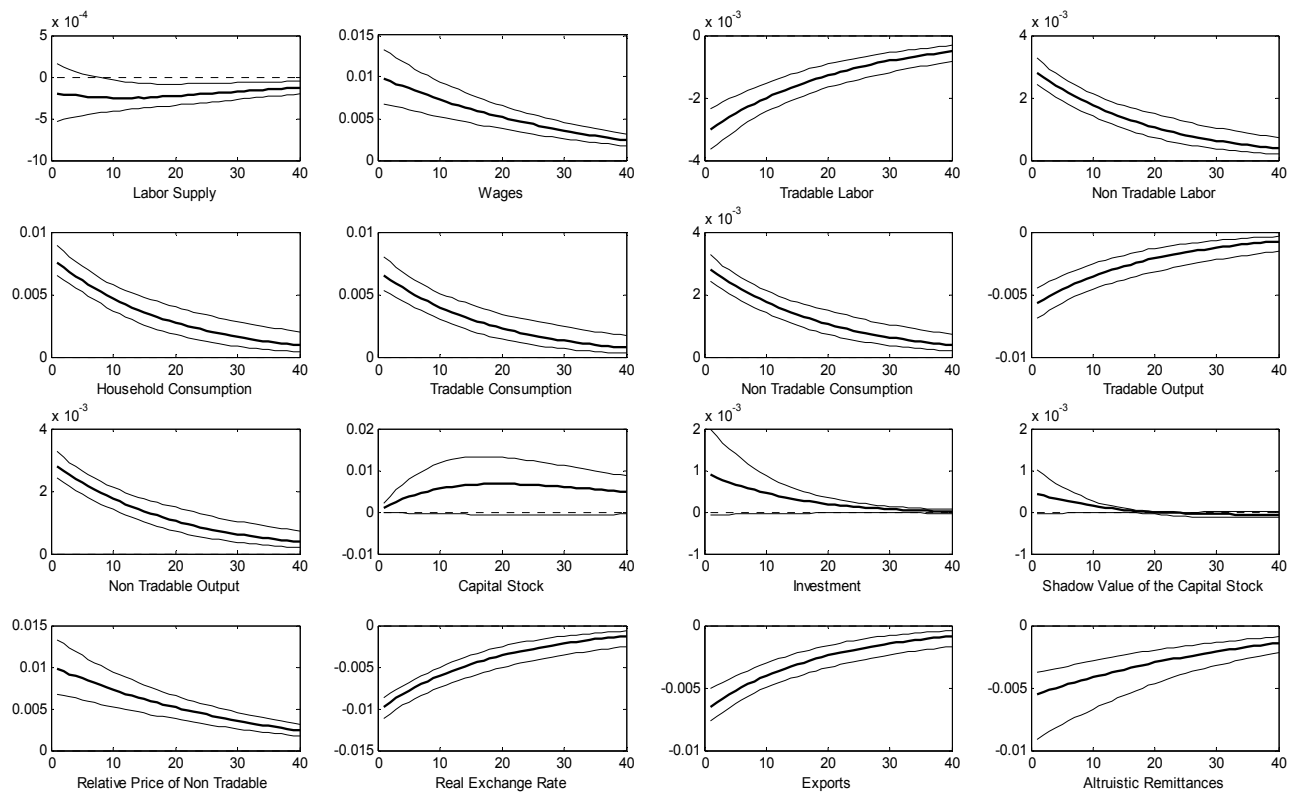 x 10-4
5
0
-5
-10
0 10 20 30 40
Labor Supply
0.015
0.01
0.005
0
0 10 20 30 40
Wages
x 10-3
0
-2
-4
0 10 20 30 40
Tradable Labor
x 10-3
4
2
0
0 10 20 30 40
Non Tradable Labor
0.01
0.005
0
0 10 20 30 40
Household Consumption
0.01
0.005
0
0 10 20 30 40
Tradable Consumption
x 10-3
4
2
0
0 10 20 30 40
Non Tradable Consumption
0
-0.005
-0.01
0 10 20 30 40
Tradable Output
x 10-3
4
2
0
0 10 20 30 40
Non Tradable Output
0.02
0.01
0
-0.01
0 10 20 30 40
Capital Stock
x 10-3
2
1
0
-1
0 10 20 30 40
Investment
x 10-3
2
1
0
-1
0 10 20 30 40
Shadow Value of the Capital Stock
0.015
0.01
0.005
0
0 10 20 30 40
Relative Price of Non Tradable
0
-0.005
-0.01
-0.015
0 10 20 30 40
Real Exchange Rate
0
-0.005
-0.01
0 10 20 30 40
Exports
0
-0.005
-0.01
0 10 20 30 40
Altruistic Remittances